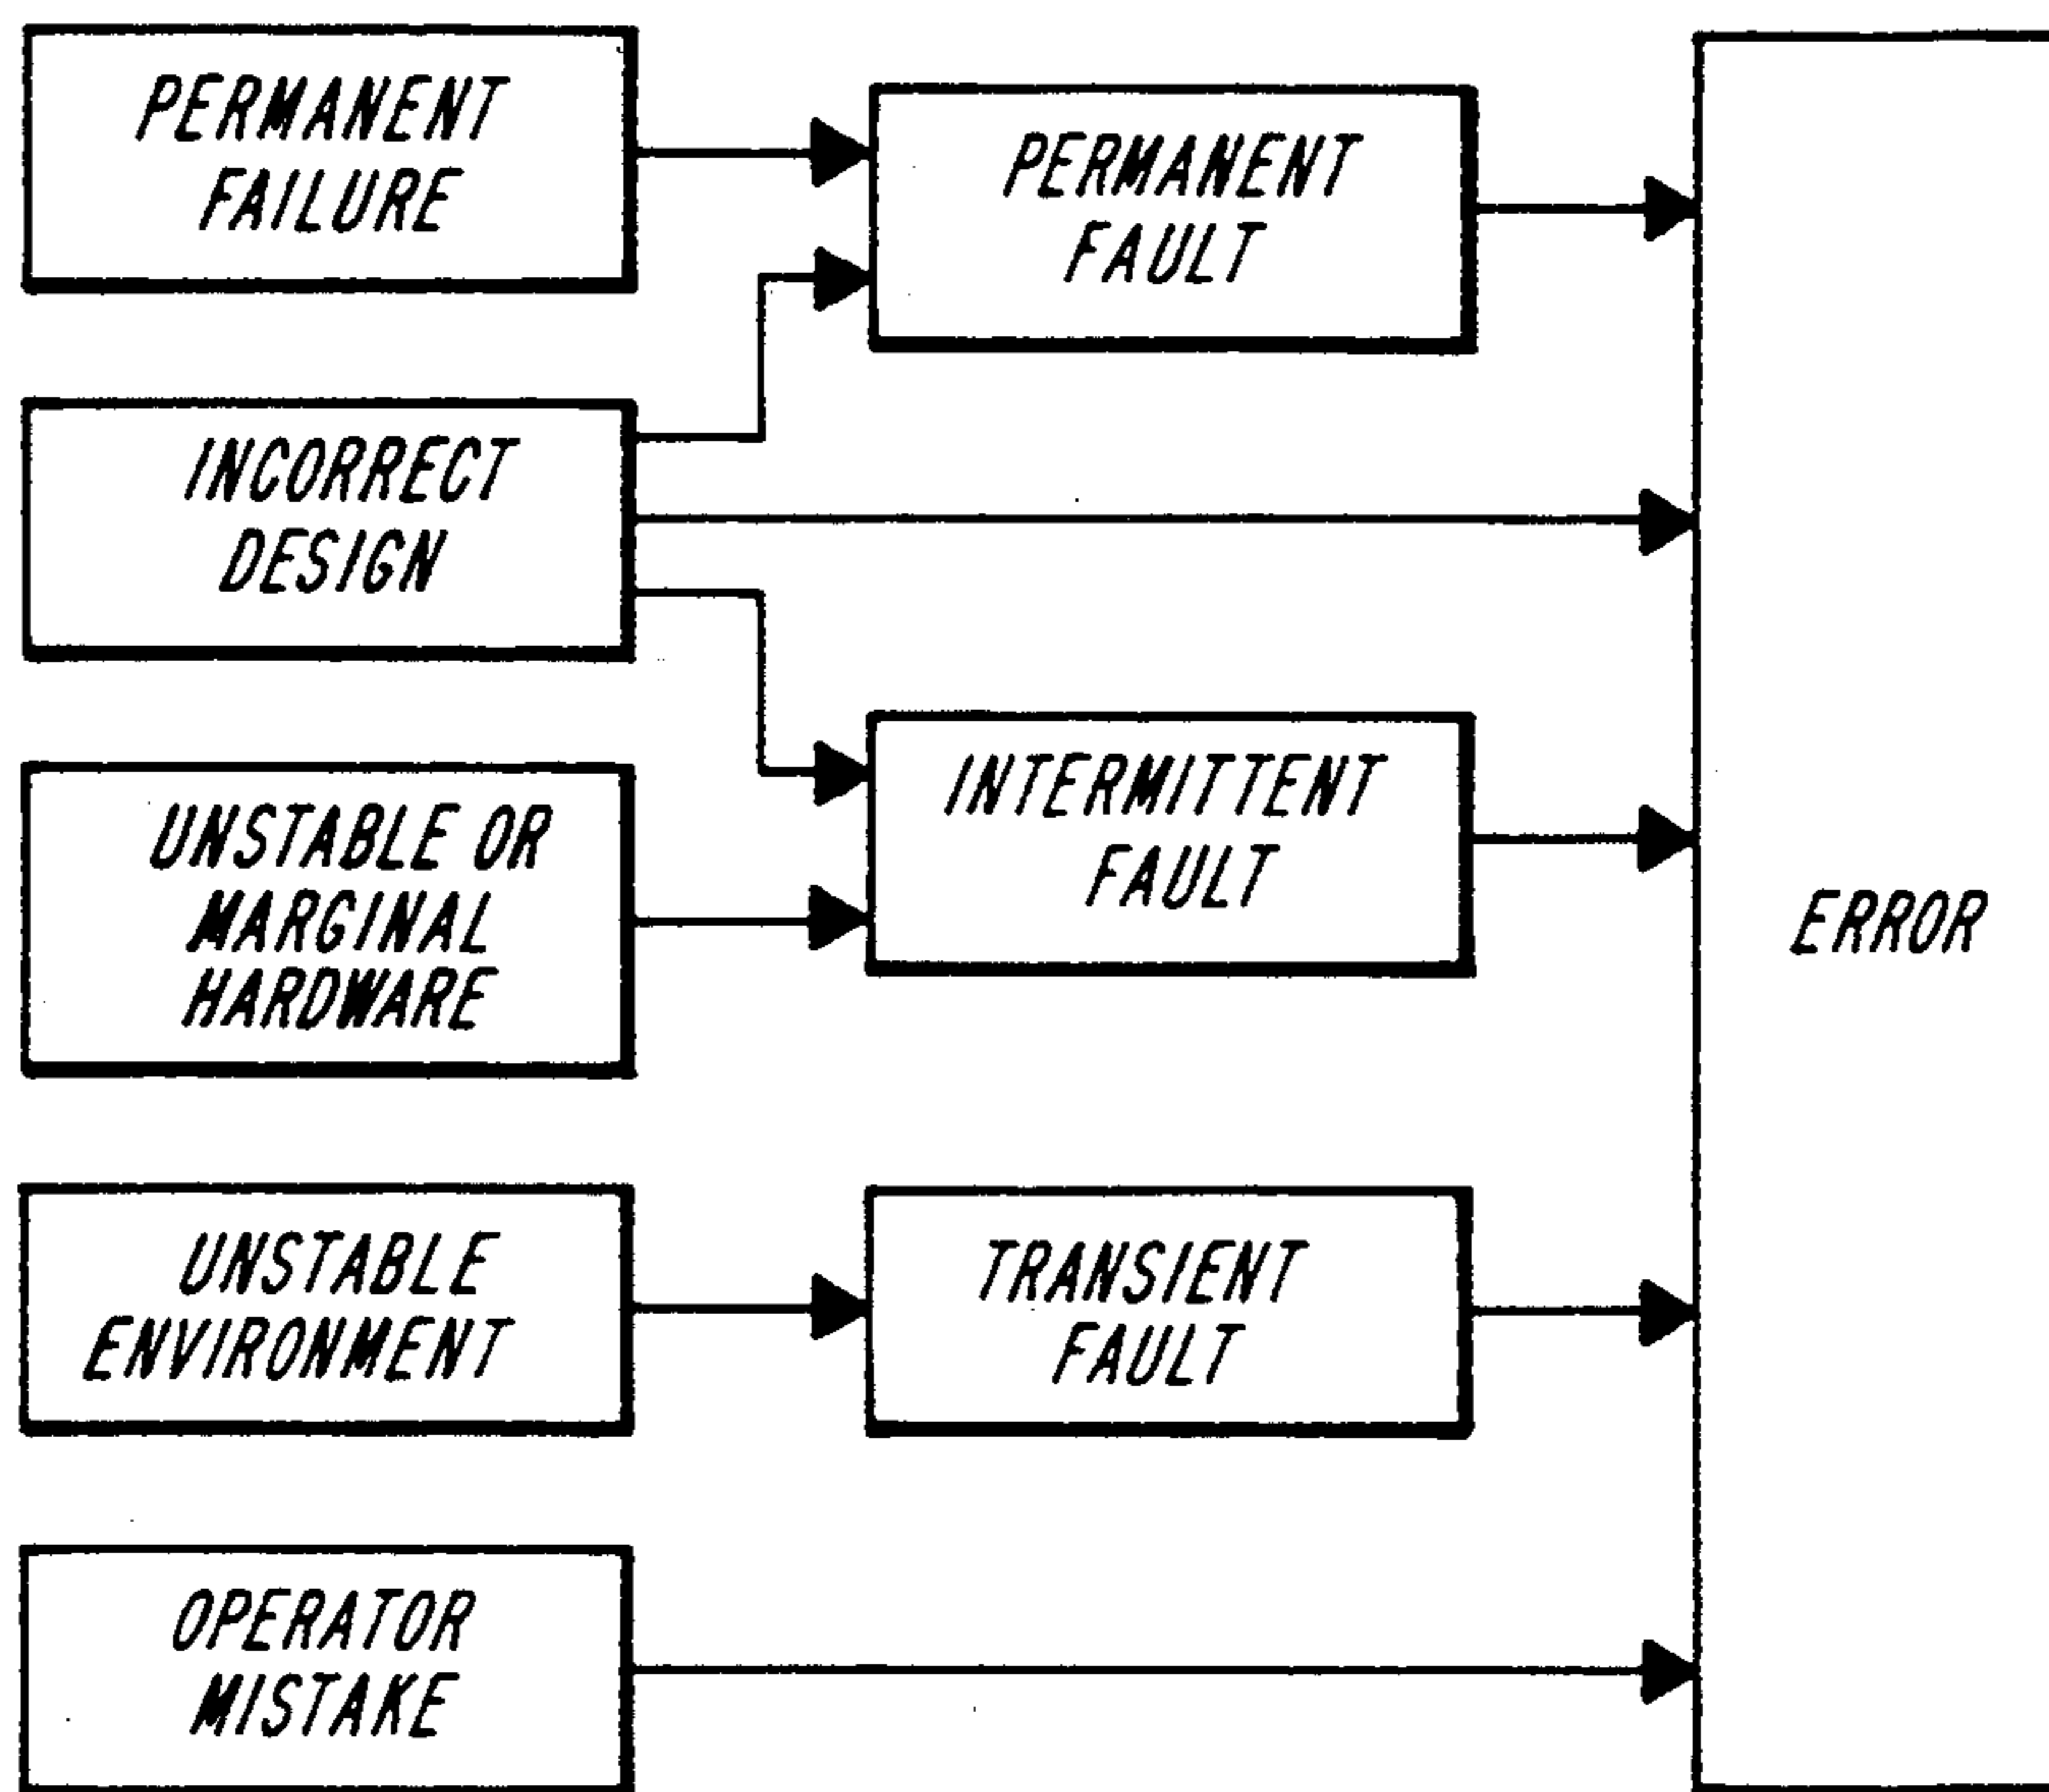 PERMANENT
FAILURE
PERMANENT
FAULT
INCORRECT
DESIGN
INTERMITTENT
FAULT
UNSTABLE OR
MARGINAL
HARDWARE
ERROR
UNSTABLE
ENVIRONMENT
TRANSIENT
FAULT
OPERATOR
MISTAKE